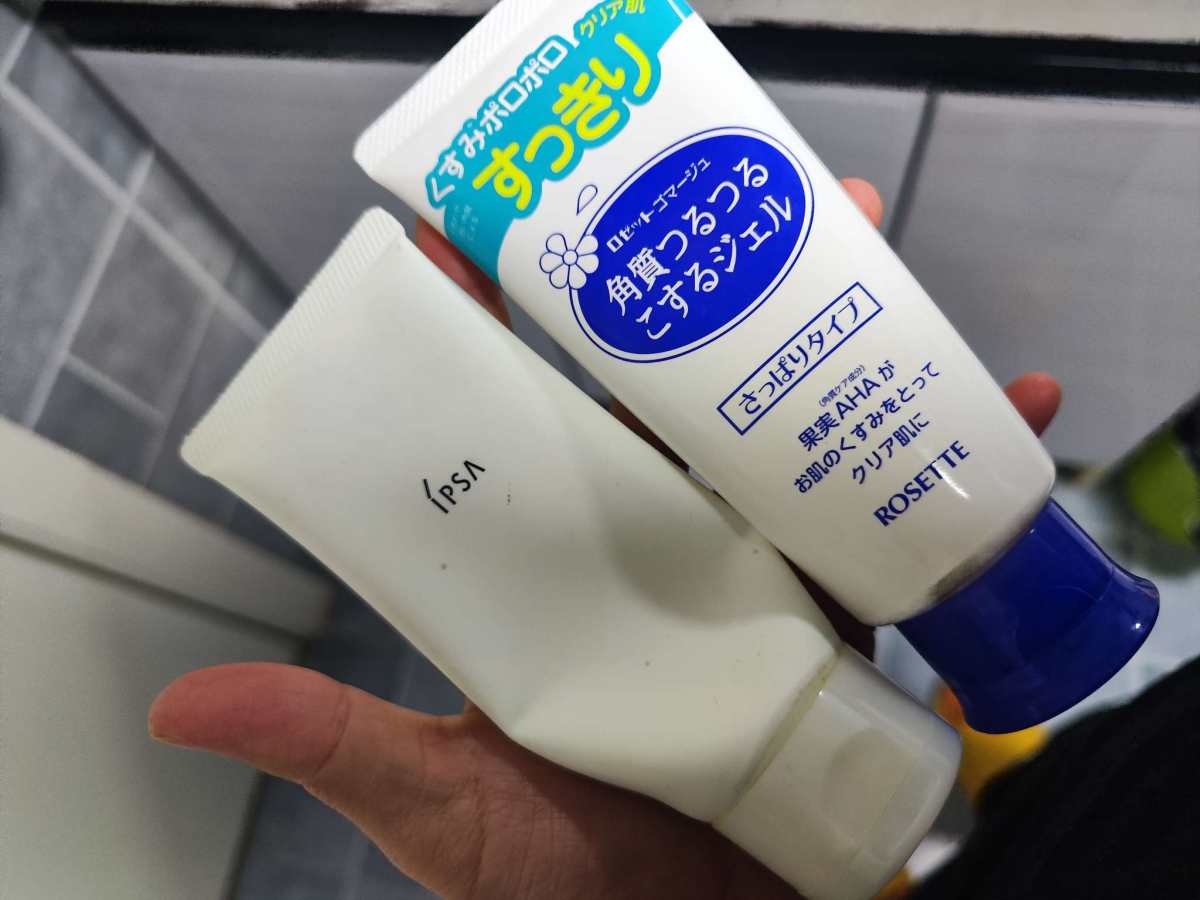 クリア肌
くすみポロポロ
すっきり
ロゼットゴマージュ
角質つるつる
こするジェル
さっぱりタイプ
(角質ケア成分)
果実AHAが
お肌のくすみをとって
クリア肌に
ROSETTE
IPSA